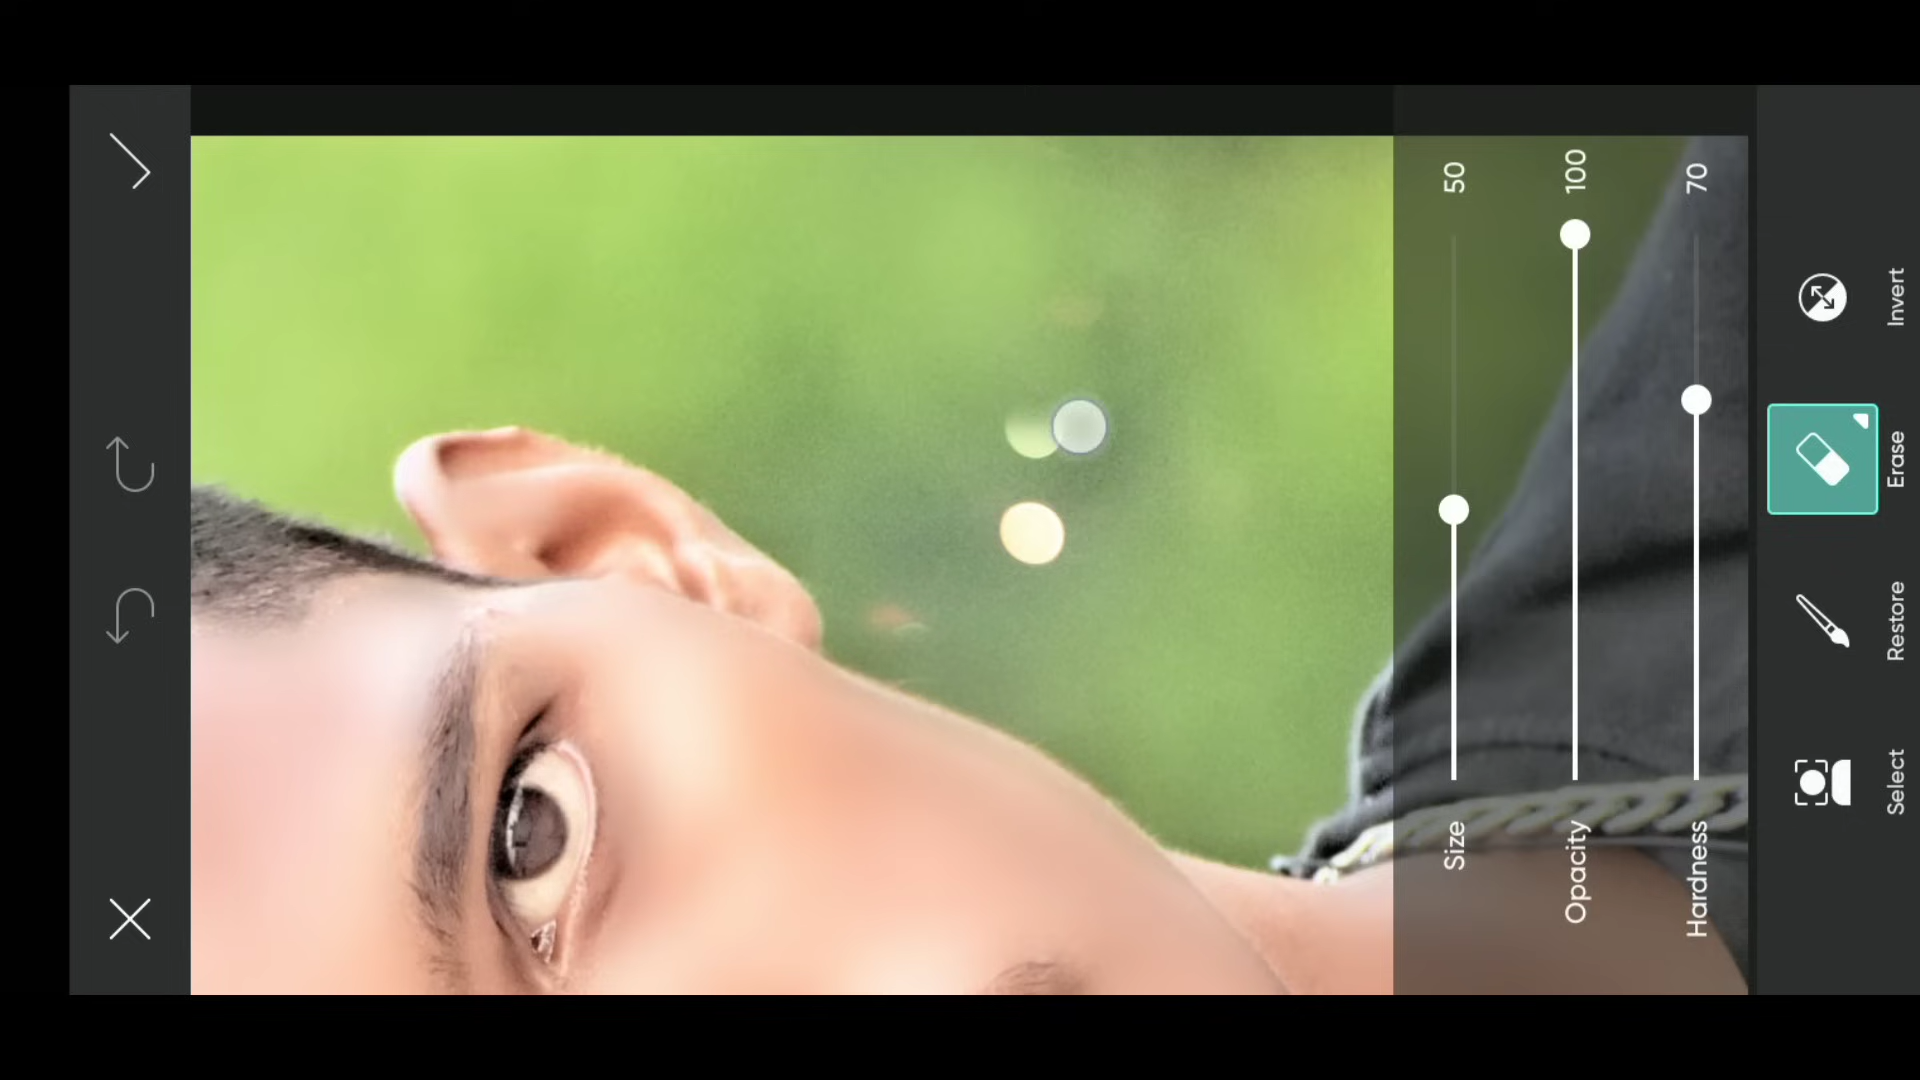 Size 50
Opacity 100
Hardness 70
Select
Restore
Erase
Invert